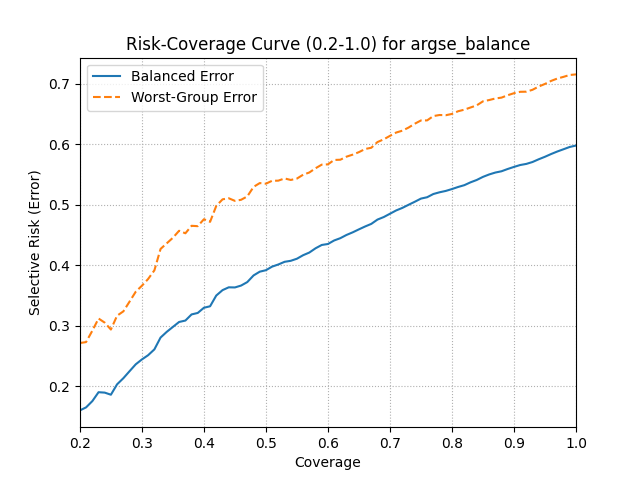 Risk-Coverage Curve (0.2-1.0) for argse_balance
Balanced Error
Worst-Group Error
Selective Risk (Error)
0.7
0.6
0.5
0.4
0.3
0.2
0.2 0.3 0.4 0.5 0.6 0.7 0.8 0.9 1.0
Coverage